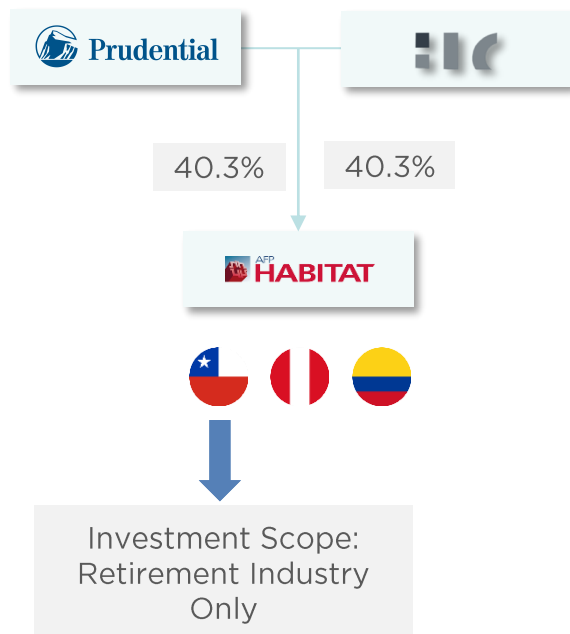 Prudential
40.3%
40.3%
AFP
HABITAT
Investment Scope:
Retirement Industry
Only